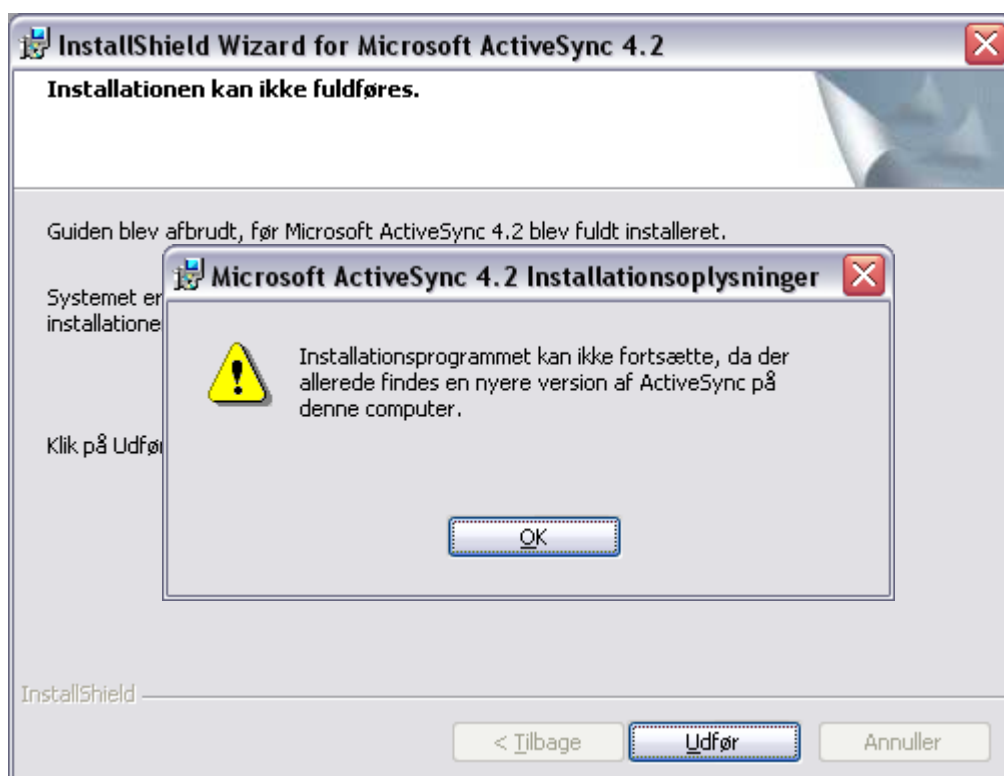 InstallShield Wizard for Microsoft ActiveSync 4.2
Installationen kan ikke fuldføres.
Guiden blev afbrudt, før Microsoft ActiveSync 4.2 blev fuldt installeret.
Microsoft ActiveSync 4.2 Installationsoplysninger
Systemet er
installatione
Installationsprogrammet kan ikke fortsætte, da der
allerede findes en nyere version af ActiveSync på
denne computer.
Klik på Udfør
OK
InstallShield
< Tilbage
Udfør
Annuller